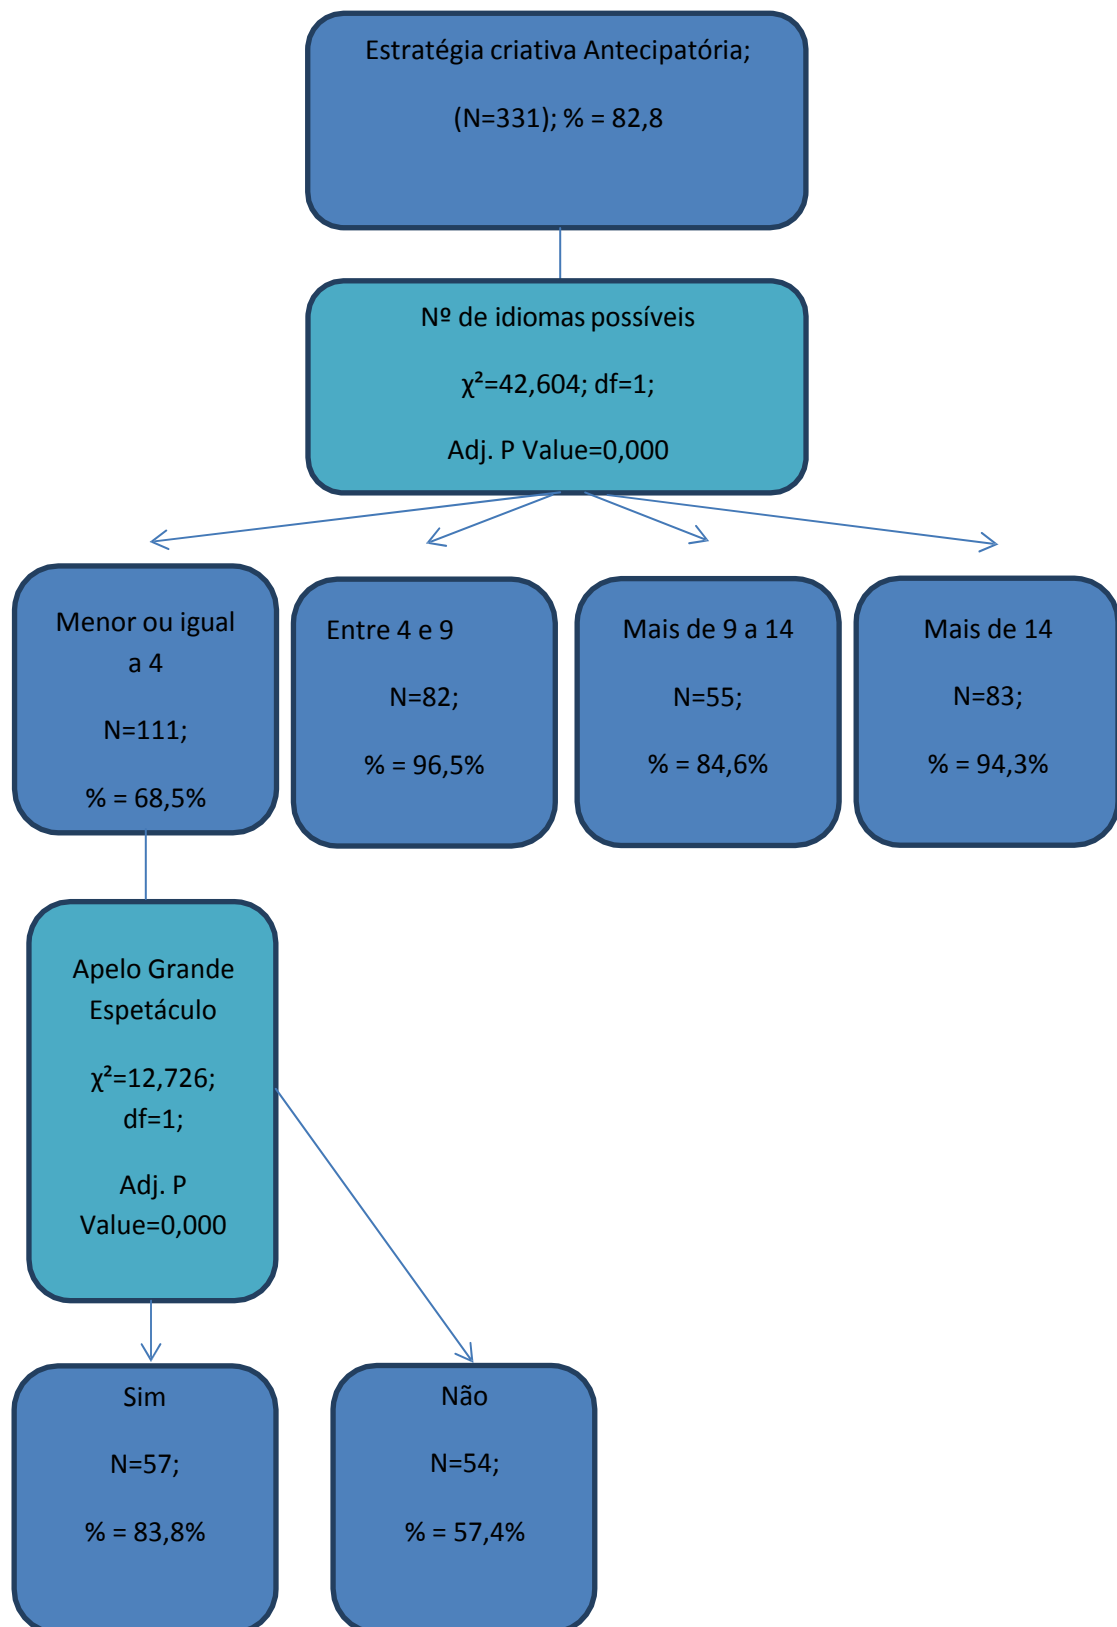 Estratégia criativa Antecipatória;
(N=331); % = 82,8
Nº de idiomas possíveis
χ²=42,604; df=1;
Adj. P Value=0,000
Menor ou igual
a 4
N=111;
% = 68,5%
Entre 4 e 9
N=82;
% = 96,5%
Mais de 9 a 14
N=55;
% = 84,6%
Mais de 14
N=83;
% = 94,3%
Apelo Grande
Espetáculo
χ²=12,726;
df=1;
Adj. P
Value=0,000
Sim
N=57;
% = 83,8%
Não
N=54;
% = 57,4%